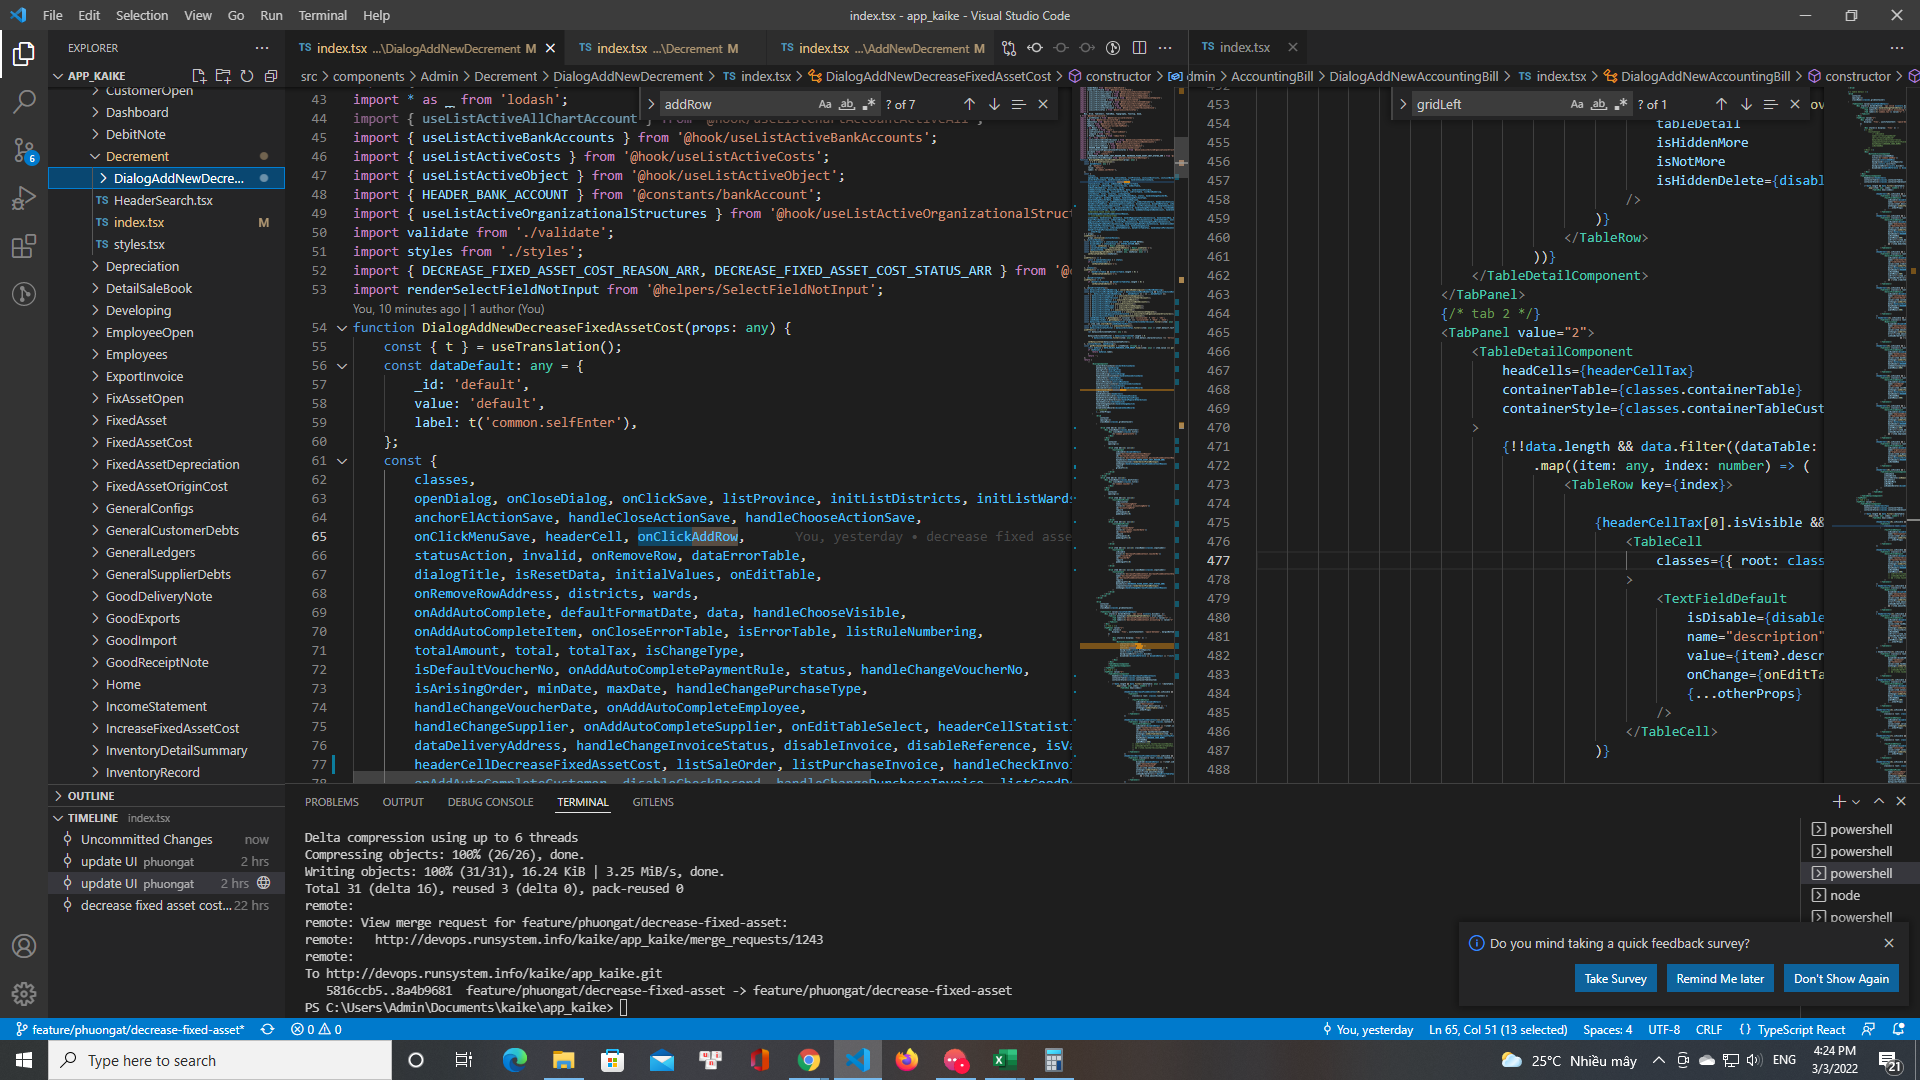 File Edit Selection View Go Run Terminal Help
index.tsx - app_kaike - Visual Studio Code
EXPLORER
APP_KAIKE
CustomerOpen
Dashboard
DebitNote
Decrement
DialogAddNewDecre...
TS HeaderSearch.tsx
TS index.tsx M
TS styles.tsx
Depreciation
DetailSaleBook
Developing
EmployeeOpen
Employees
ExportInvoice
FixAssetOpen
FixedAsset
FixedAssetCost
FixedAssetDepreciation
FixedAssetOriginCost
GeneralConfigs
GeneralCustomerDebts
GeneralLedgers
GeneralSupplierDebts
GoodDeliveryNote
GoodExports
GoodImport
GoodReceiptNote
Home
IncomeStatement
IncreaseFixedAssetCost
InventoryDetailSummary
InventoryRecord
OUTLINE
TIMELINE index.tsx
Uncommitted Changes now
update UI phuongat 2 hrs
update UI phuongat 2 hrs
decrease fixed asset cost... 22 hrs
6
TS index.tsx ...\DialogAddNewDecrement M
TS index.tsx ...\Decrement M
TS index.tsx ...\AddNewDecrement M
src > components > Admin > Decrement > DialogAddNewDecrement > TS index.tsx > DialogAddNewDecreaseFixedAssetCost > constructor >
addRow Aa ab ? of 7
43 import * as _ from 'lodash';
44 import { useListActiveAllChartAccount } from '@hook/useListChartAccountActiveAll';
45 import { useListActiveBankAccounts } from '@hook/useListActiveBankAccounts';
46 import { useListActiveCosts } from '@hook/useListActiveCosts';
47 import { useListActiveObject } from '@hook/useListActiveObject';
48 import { HEADER_BANK_ACCOUNT } from '@constants/bankAccount';
49 import { useListActiveOrganizationalStructures } from '@hook/useListActiveOrganizationalStruct
50 import validate from './validate';
51 import styles from './styles';
52 import { DECREASE_FIXED_ASSET_COST_REASON_ARR, DECREASE_FIXED_ASSET_COST_STATUS_ARR } from '@
53 import renderSelectFieldNotInput from '@helpers/SelectFieldNotInput';
You, 10 minutes ago | 1 author (You)
54 function DialogAddNewDecreaseFixedAssetCost(props: any) {
55 const { t } = useTranslation();
56 const dataDefault: any = {
57 _id: 'default',
58 value: 'default',
59 label: t('common.selfEnter'),
60 };
61 const {
62 classes,
63 openDialog, onCloseDialog, onClickSave, listProvince, initListDistricts, initListWards
64 anchorElActionSave, handleCloseActionSave, handleChooseActionSave,
65 onClickMenuSave, headerCell, onClickAddRow, You, yesterday • decrease fixed asse
66 statusAction, invalid, onRemoveRow, dataErrorTable,
67 dialogTitle, isResetData, initialValues, onEditTable,
68 onRemoveRowAddress, districts, wards,
69 onAddAutoComplete, defaultFormatDate, data, handleChooseVisible,
70 onAddAutoCompleteItem, onCloseErrorTable, isErrorTable, listRuleNumbering,
71 totalAmount, total, totalTax, isChangeType,
72 isDefaultVoucherNo, onAddAutoCompletePaymentRule, status, handleChangeVoucherNo,
73 isArisingOrder, minDate, maxDate, handleChangePurchaseType,
74 handleChangeVoucherDate, onAddAutoCompleteEmployee,
75 handleChangeSupplier, onAddAutoCompleteSupplier, onEditTableSelect, headerCellStatisti
76 dataDeliveryAddress, handleChangeInvoiceStatus, disableInvoice, disableReference, isVa
77 headerCellDecreaseFixedAssetCost, listSaleOrder, listPurchaseInvoice, handleCheckInvoi
78 onAddAutoCompleteCustomer, disableCheckRecord, handleChangePurchaseInvoice, listGoodR
TS index.tsx
dmin > AccountingBill > DialogAddNewAccountingBill > TS index.tsx > DialogAddNewAccountingBill > constructor >
gridLeft Aa ab ? of 1
453
454 tableDetail
455 isHiddenMore
456 isNotMore
457 isHiddenDelete={disabl
458 />
459 )}
460 </TableRow>
461 ))}
462 </TableDetailComponent>
463 </TabPanel>
464 {/* tab 2 */}
465 <TabPanel value="2">
466 <TableDetailComponent
467 headCells={headerCellTax}
468 containerTable={classes.containerTable}
469 containerStyle={classes.containerTableCust
470 >
471 {!!data.length && data.filter((dataTable:
472 .map((item: any, index: number) => (
473 <TableRow key={index}>
474
475 {headerCellTax[0].isVisible &&
476 <TableCell
477 classes={{ root: class
478 >
479 <TextFieldDefault
480 isDisable={disable
481 name="description"
482 value={item?.descr
483 onChange={onEditTa
484 {...otherProps}
485 />
486 </TableCell>
487 )}
488
PROBLEMS OUTPUT DEBUG CONSOLE TERMINAL GITLENS
Delta compression using up to 6 threads
Compressing objects: 100% (26/26), done.
Writing objects: 100% (31/31), 16.24 KiB | 3.25 MiB/s, done.
Total 31 (delta 16), reused 3 (delta 0), pack-reused 0
remote:
remote: View merge request for feature/phuongat/decrease-fixed-asset:
remote: http://devops.runsystem.info/kaike/app_kaike/merge_requests/1243
remote:
To http://devops.runsystem.info/kaike/app_kaike.git
5816ccb5..8a4b9681 feature/phuongat/decrease-fixed-asset -> feature/phuongat/decrease-fixed-asset
PS C:\Users\Admin\Documents\kaike\app_kaike>
powershell
powershell
powershell
node
powershell
Do you mind taking a quick feedback survey?
Take Survey Remind Me later Don't Show Again
feature/phuongat/decrease-fixed-asset* 0 0
You, yesterday Ln 65, Col 51 (13 selected) Spaces: 4 UTF-8 CRLF {} TypeScript React
Type here to search
25°C Nhiều mây ENG
4:24 PM
3/3/2022
21